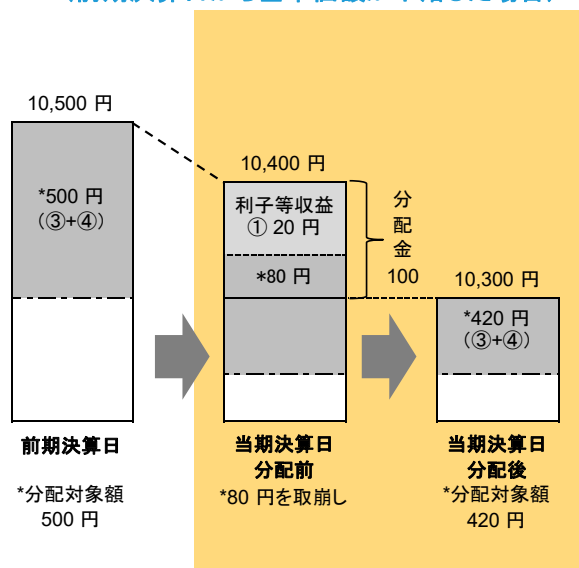 10,500 円
*500 円
(③+④)
前期決算日
*分配対象額
500 円
10,400 円
利子等収益
① 20 円
*80 円
分配金
100
当期決算日
分配前
*80 円を取崩し
10,300 円
*420 円
(③+④)
当期決算日
分配後
*分配対象額
420 円